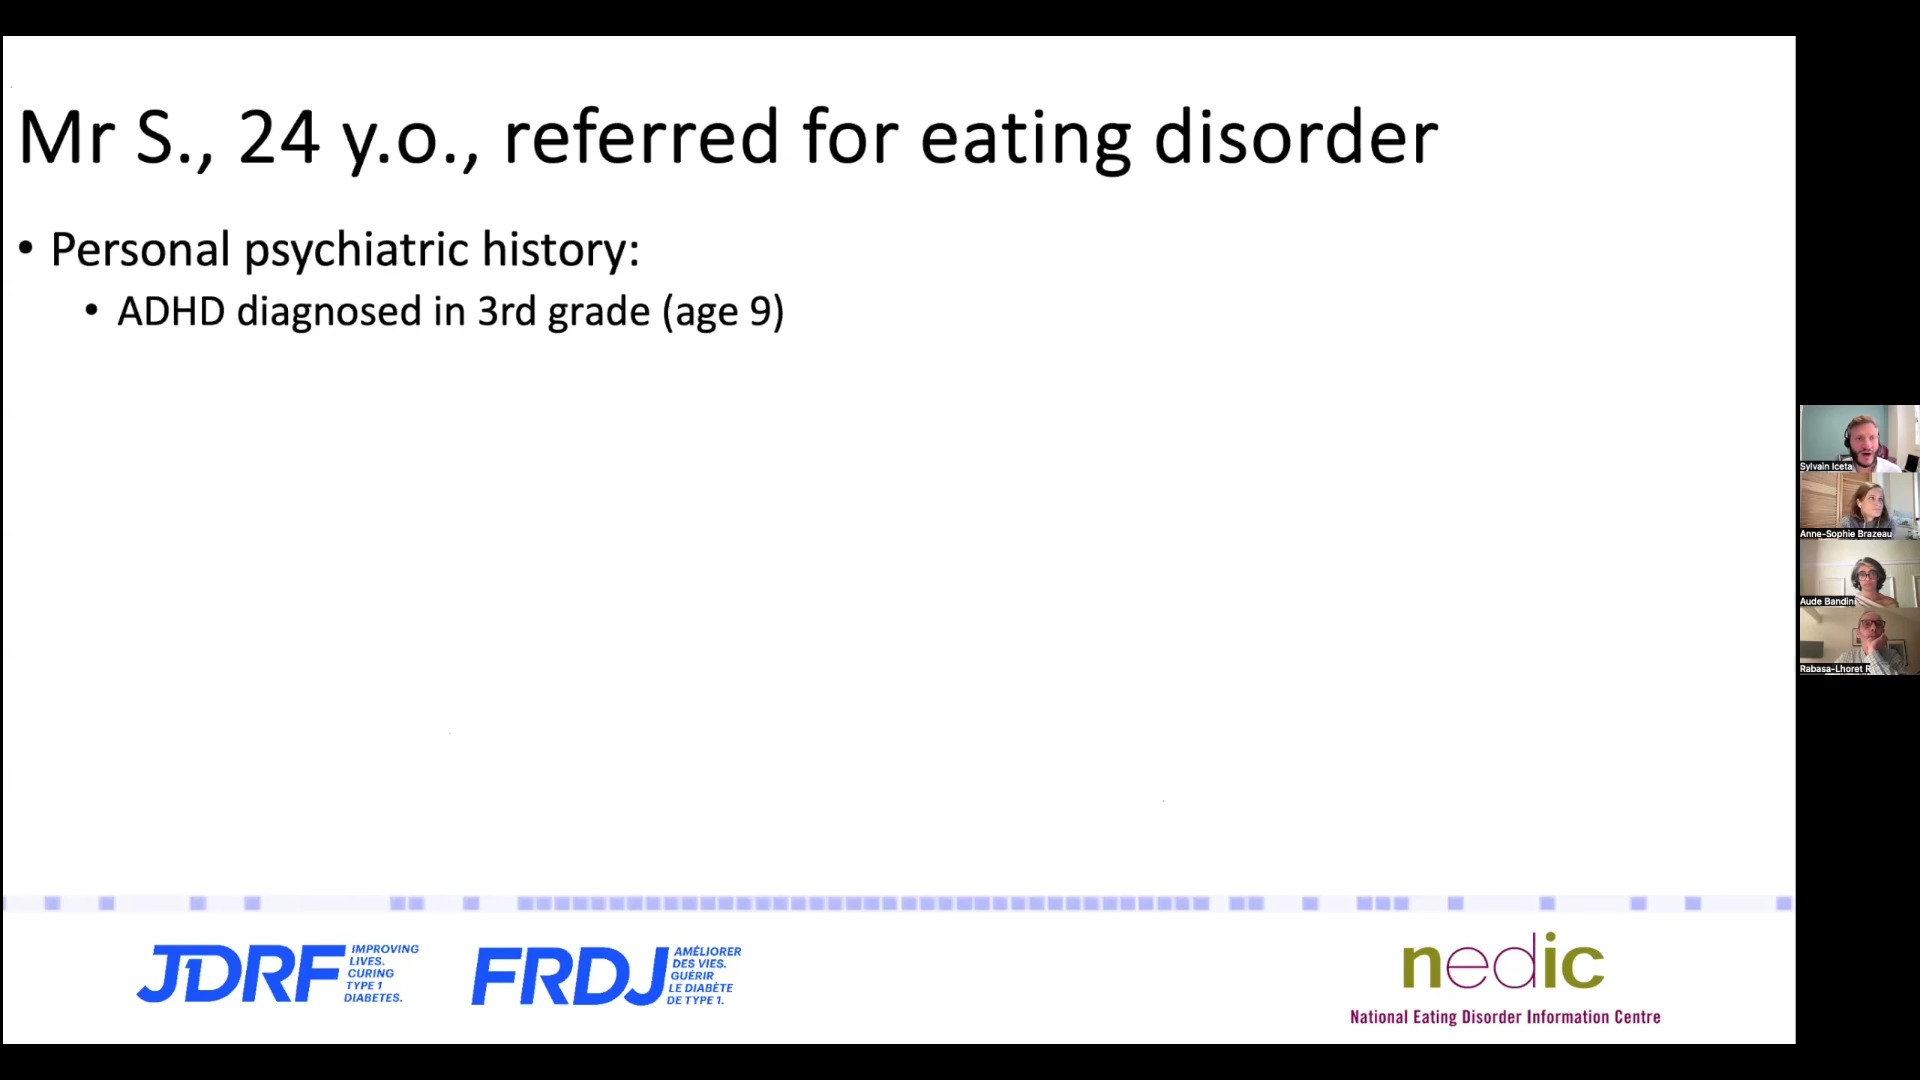 Mr S., 24 y.o., referred for eating disorder
• Personal psychiatric history:
• ADHD diagnosed in 3rd grade (age 9)
Sylvain Iceta
Anne-Sophie Brazeau
Aude Bandini
Rabasa-Lhoret R
JDRF
IMPROVING
LIVES.
CURING
TYPE 1
DIABETES.
FRDJ
AMÉLIORER
DES VIES.
GUÉRIR
LE DIABÈTE
DE TYPE 1.
nedic
National Eating Disorder Information Centre